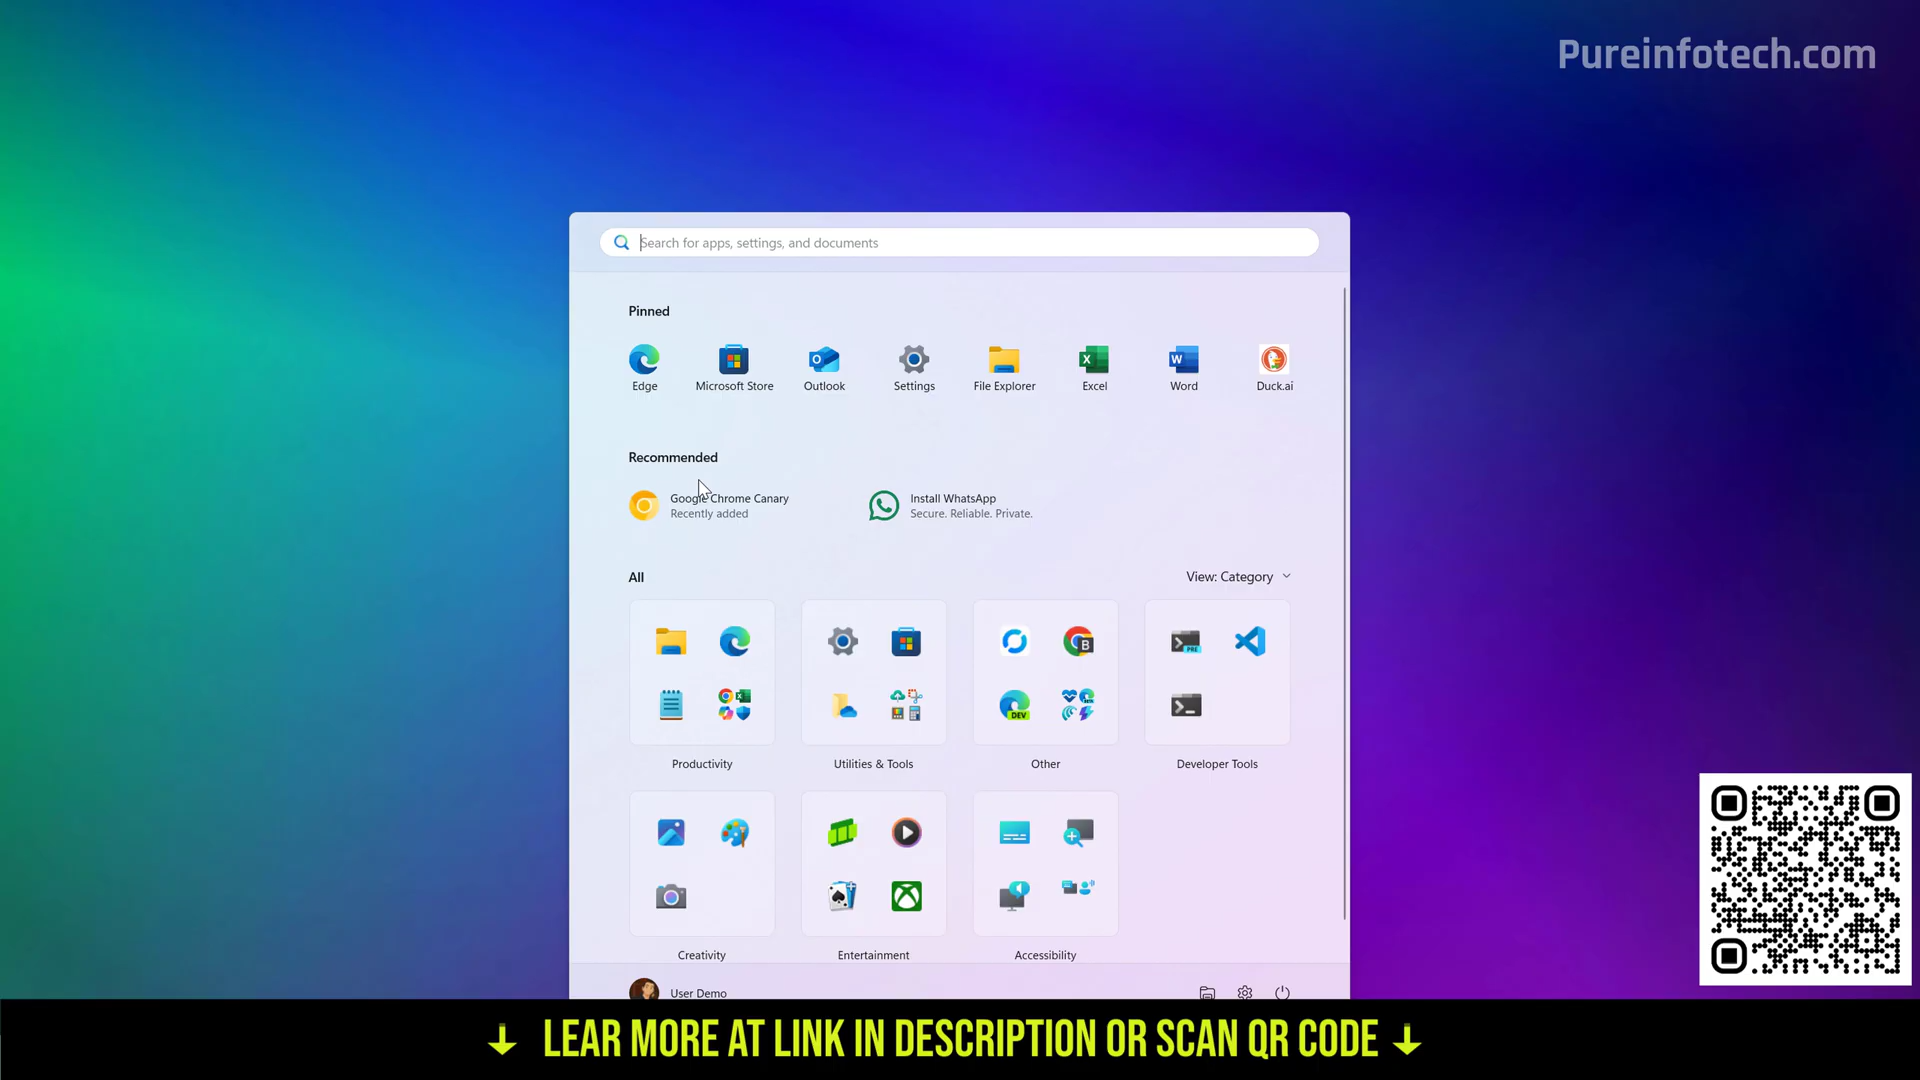 Pureinfotech.com
Search for apps, settings, and documents
Pinned
Edge
Microsoft Store
Outlook
Settings
File Explorer
Excel
Word
Duck.ai
Recommended
Google Chrome Canary
Recently added
Install WhatsApp
Secure. Reliable. Private.
All
View: Category
PRE
B
DEV
Productivity
Utilities & Tools
Other
Developer Tools
Creativity
Entertainment
Accessibility
User Demo
LEAR MORE AT LINK IN DESCRIPTION OR SCAN QR CODE